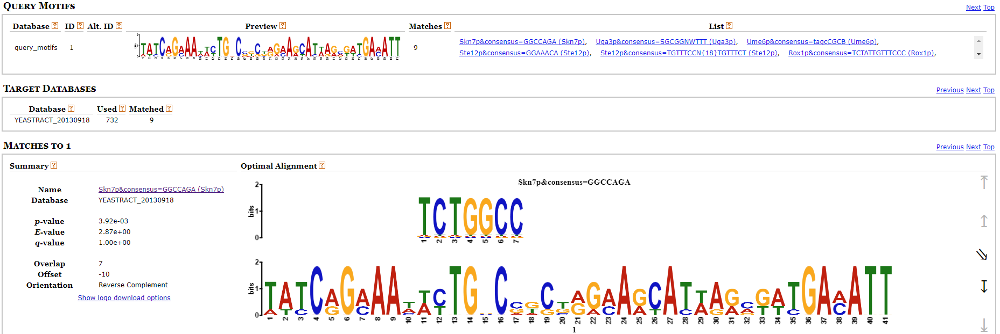 QUERY MOTIFS
Next Top
Database ? ID ? Alt. ID ? Preview ? Matches ? List ?
query_motifs 1 9 Skn7p&consensus=GGCCAGA (Skn7p), Uga3p&consensus=SGCGGNWTTT (Uga3p), Ume6p&consensus=taqcCGCB (Ume6p),
Ste12p&consensus=GGAAACA (Ste12p), Ste12p&consensus=TGTTTCCN{18}TGTTTCT (Ste12p), Rox1p&consensus=TCTATTGTTTCCC (Rox1p),
TARGET DATABASES
Previous Next Top
Database ? Used ? Matched ?
YEASTRACT_20130918 732 9
MATCHES TO 1
Previous Next Top
Summary ? Optimal Alignment ?
Name Skn7p&consensus=GGCCAGA (Skn7p)
Database YEASTRACT_20130918
p-value 3.92e-03
E-value 2.87e+00
q-value 1.00e+00
Overlap 7
Offset -10
Orientation Reverse Complement
Show logo download options
Skn7p&consensus=GGCCAGA
bits
2
1
0
TCTGGCC
1 2 3 4 5 6 7
bits
2
1
0
1 2 3 4 5 6 7 8 9 10 11 12 13 14 15 16 17 18 19 20 21 22 23 24 25 26 27 28 29 30 31 32 33 34 35 36 37 38 39 40 41
1